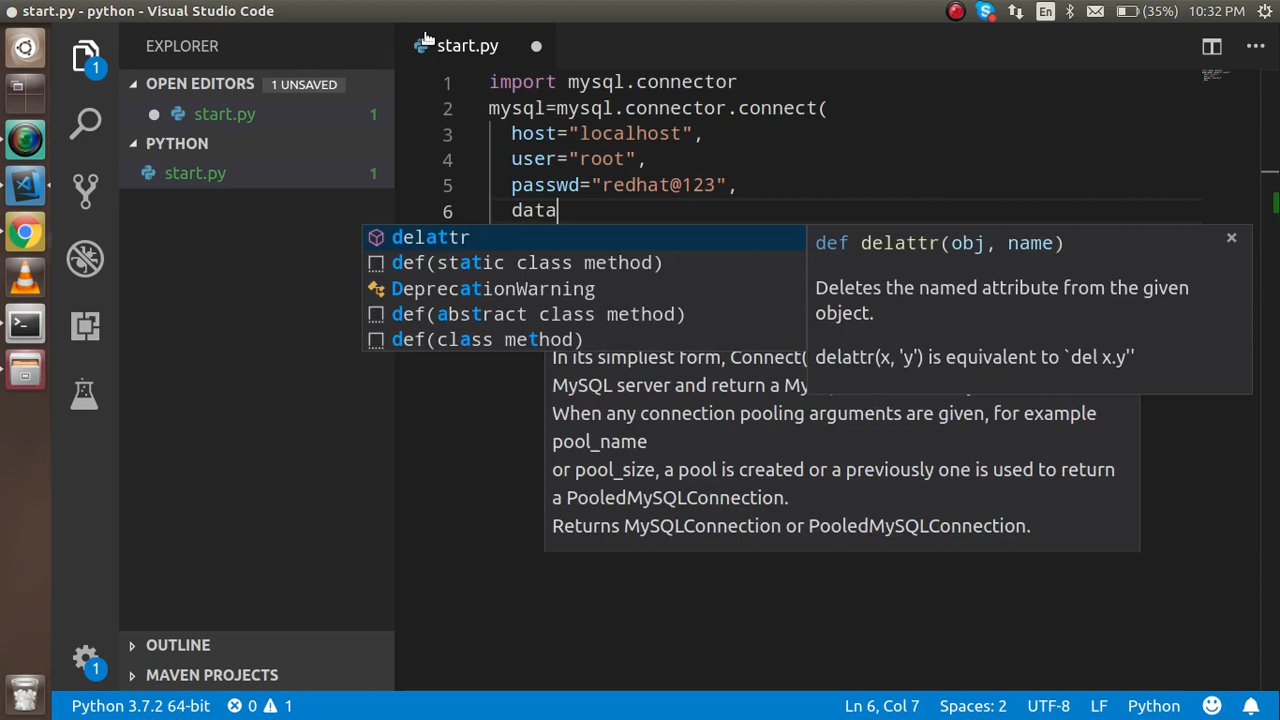 start.py - python - Visual Studio Code
En
(35%)
10:32 PM
EXPLORER
OPEN EDITORS 1 UNSAVED
start.py 1
PYTHON
start.py 1
OUTLINE
MAVEN PROJECTS
1
1
start.py
1 import mysql.connector
2 mysql=mysql.connector.connect(
3 host="localhost",
4 user="root",
5 passwd="redhat@123",
6 data
delattr
def(static class method)
DeprecationWarning
def(abstract class method)
def(class method)
def delattr(obj, name)
Deletes the named attribute from the given
object.
delattr(x, 'y') is equivalent to `del x.y''
In its simpliest form, Connect(
MySQL server and return a My
When any connection pooling arguments are given, for example
pool_name
or pool_size, a pool is created or a previously one is used to return
a PooledMySQLConnection.
Returns MySQLConnection or PooledMySQLConnection.
Python 3.7.2 64-bit 0 1 Ln 6, Col 7 Spaces: 2 UTF-8 LF Python